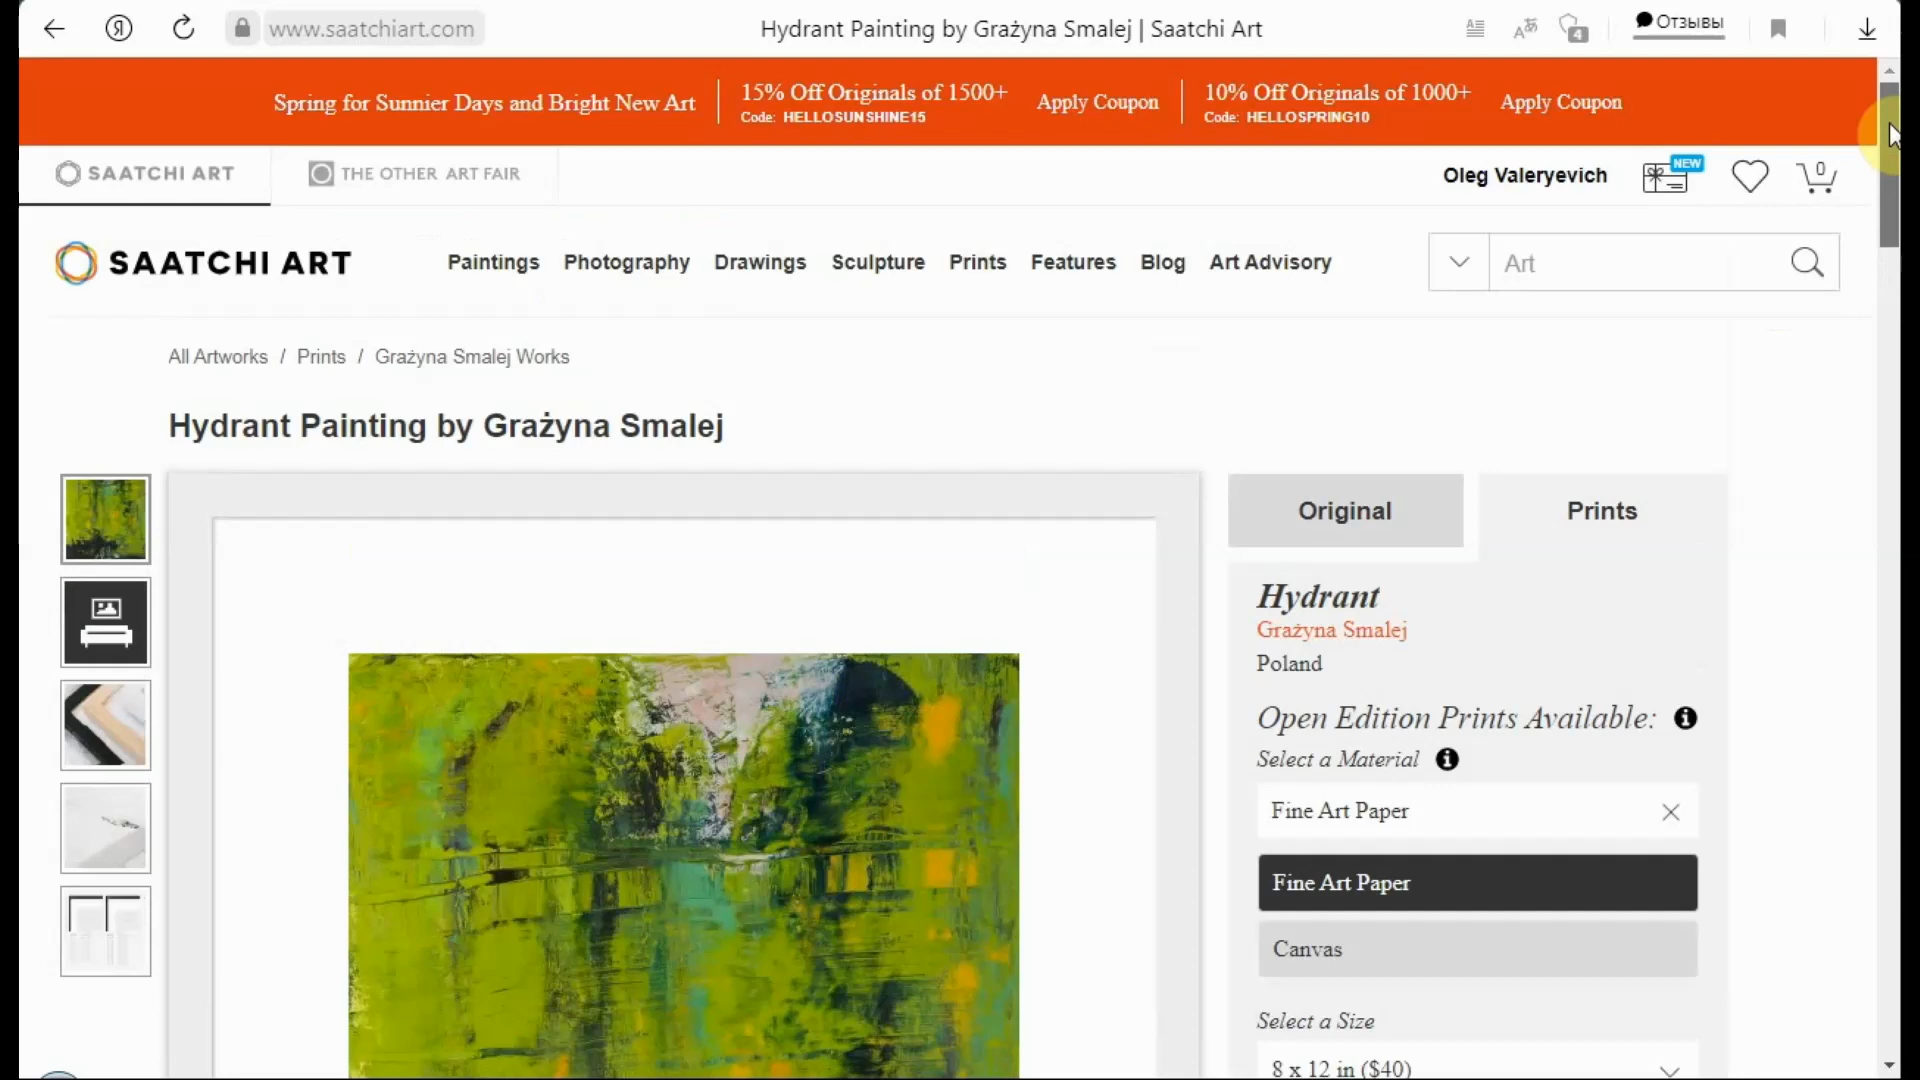 www.saatchiart.com
Hydrant Painting by Grażyna Smalej | Saatchi Art
4
Отзывы
Spring for Sunnier Days and Bright New Art
15% Off Originals of 1500+
Code: HELLOSUNSHINE15
Apply Coupon
10% Off Originals of 1000+
Code: HELLOSPRING10
Apply Coupon
SAATCHI ART
THE OTHER ART FAIR
Oleg Valeryevich
NEW
0
SAATCHI ART
Paintings
Photography
Drawings
Sculpture
Prints
Features
Blog
Art Advisory
Art
All Artworks / Prints / Grażyna Smalej Works
Hydrant Painting by Grażyna Smalej
Original
Prints
Hydrant
Grażyna Smalej
Poland
Open Edition Prints Available:
Select a Material
Fine Art Paper
Fine Art Paper
Canvas
Select a Size
8 x 12 in ($40)